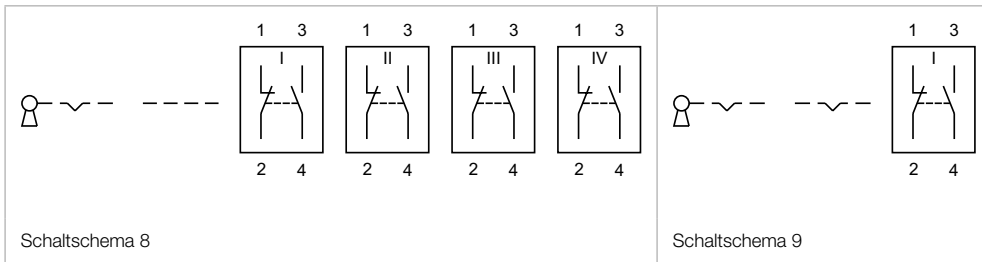 1 3 1 3 1 3 1 3 1 3
I II III IV I
2 4 2 4 2 4 2 4 2 4
Schaltschema 8
Schaltschema 9